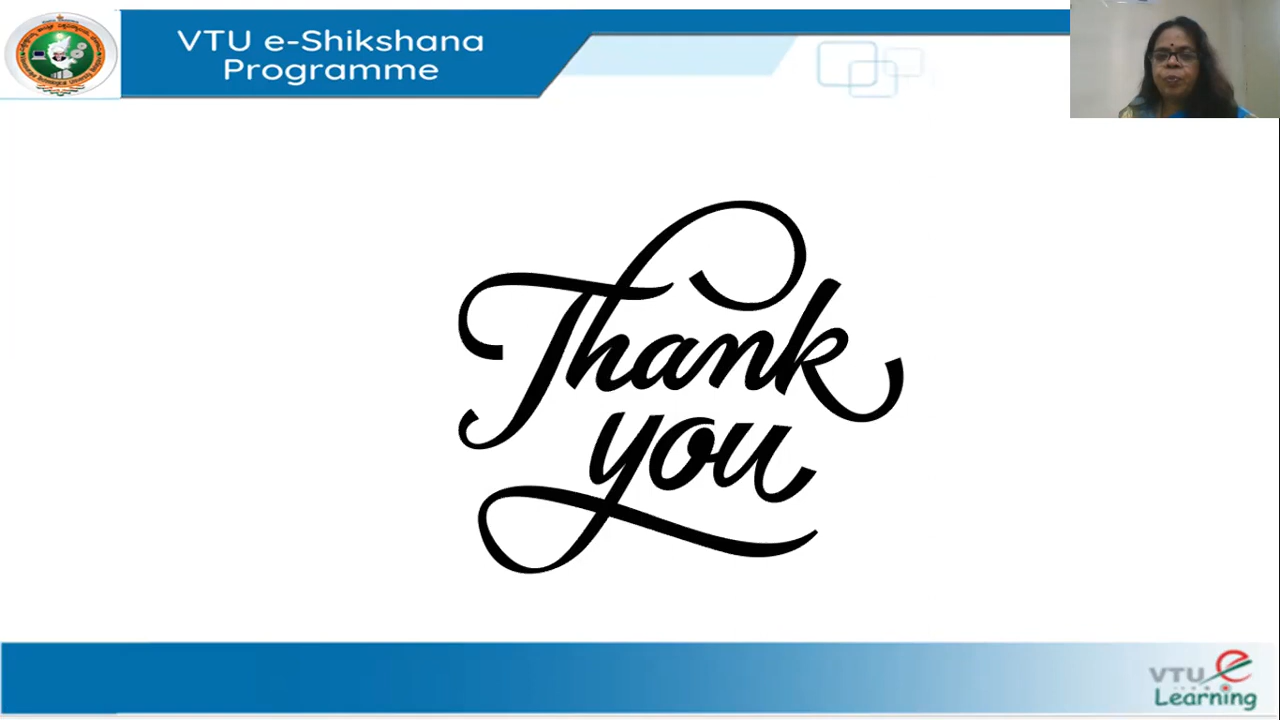 VTU e-Shikshana
Programme
Thank
you
VTU e
Learning